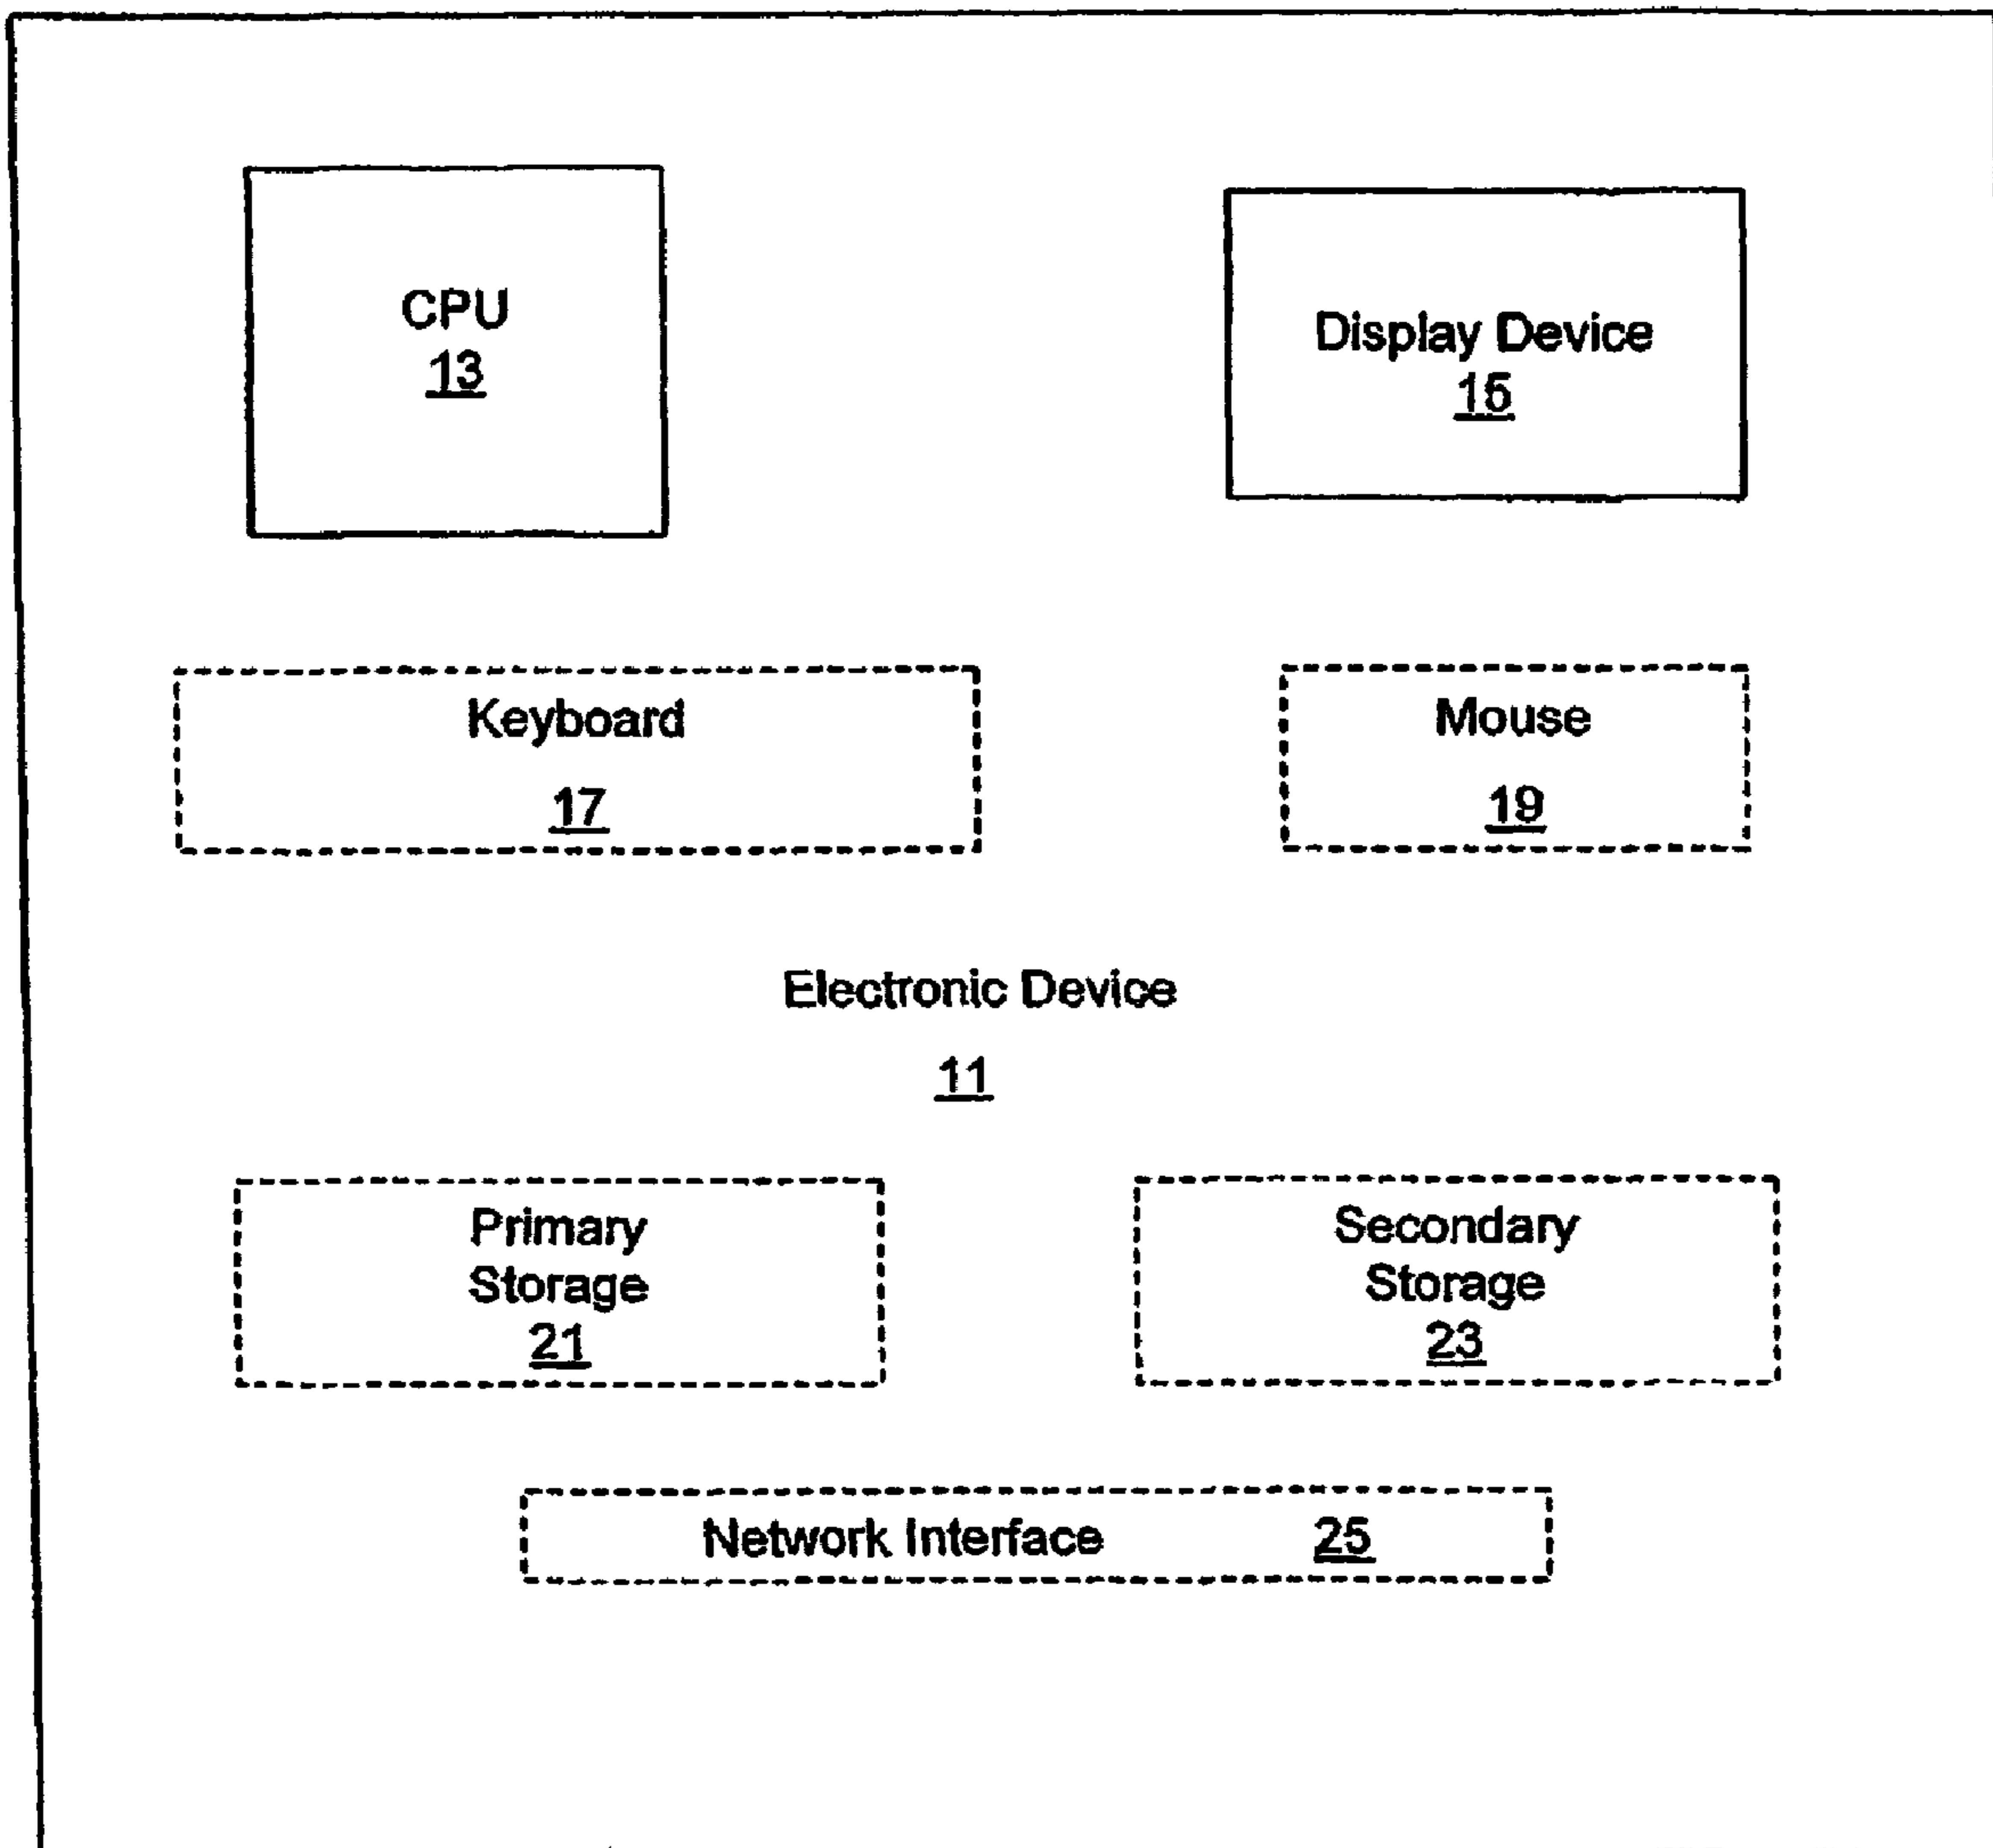 CPU
13
Display Device
15
Keyboard
17
Mouse
19
Electronic Device
11
Primary
Storage
21
Secondary
Storage
23
Network Interface 25